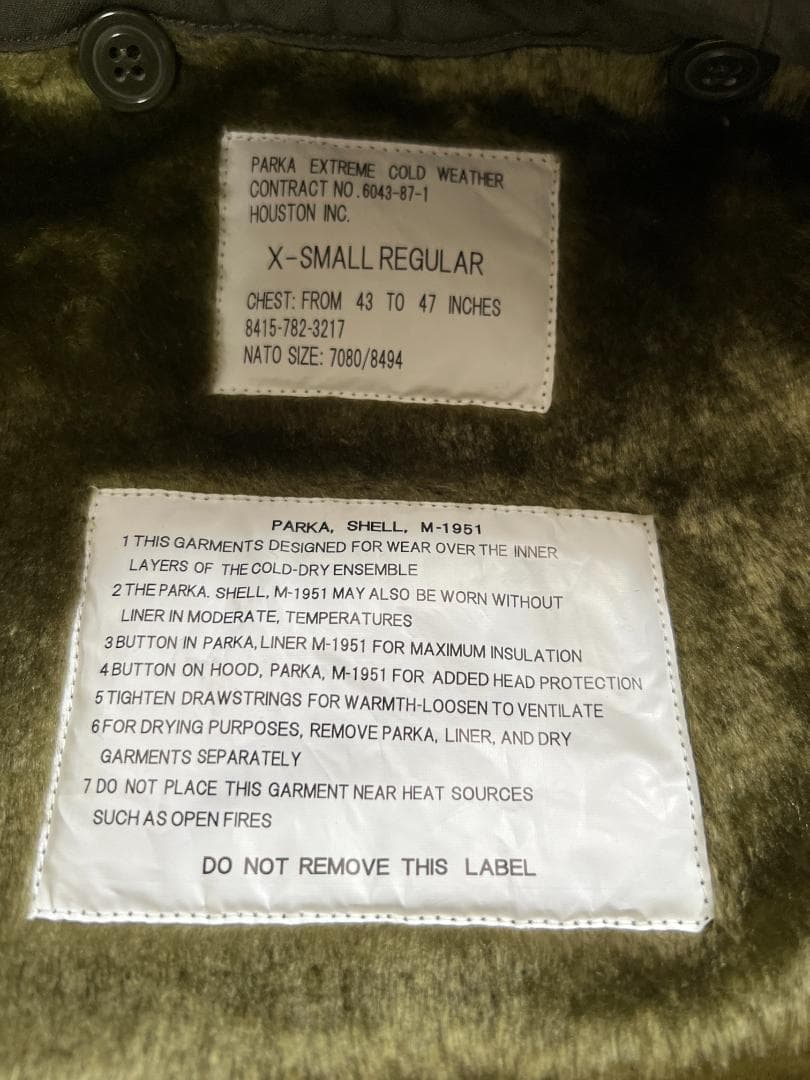 PARKA EXTREME COLD WEATHER
CONTRACT NO.6043-87-1
HOUSTON INC.
X-SMALL REGULAR
CHEST: FROM 43 TO 47 INCHES
8415-782-3217
NATO SIZE: 7080/8494
PARKA, SHELL, M-1951
1 THIS GARMENTS DESIGNED FOR WEAR OVER THE INNER
LAYERS OF THE COLD-DRY ENSEMBLE
2 THE PARKA. SHELL, M-1951 MAY ALSO BE WORN WITHOUT
LINER IN MODERATE, TEMPERATURES
3 BUTTON IN PARKA, LINER M-1951 FOR MAXIMUM INSULATION
4 BUTTON ON HOOD, PARKA, M-1951 FOR ADDED HEAD PROTECTION
5 TIGHTEN DRAWSTRINGS FOR WARMTH-LOOSEN TO VENTILATE
6 FOR DRYING PURPOSES, REMOVE PARKA, LINER, AND DRY
GARMENTS SEPARATELY
7 DO NOT PLACE THIS GARMENT NEAR HEAT SOURCES
SUCH AS OPEN FIRES
DO NOT REMOVE THIS LABEL